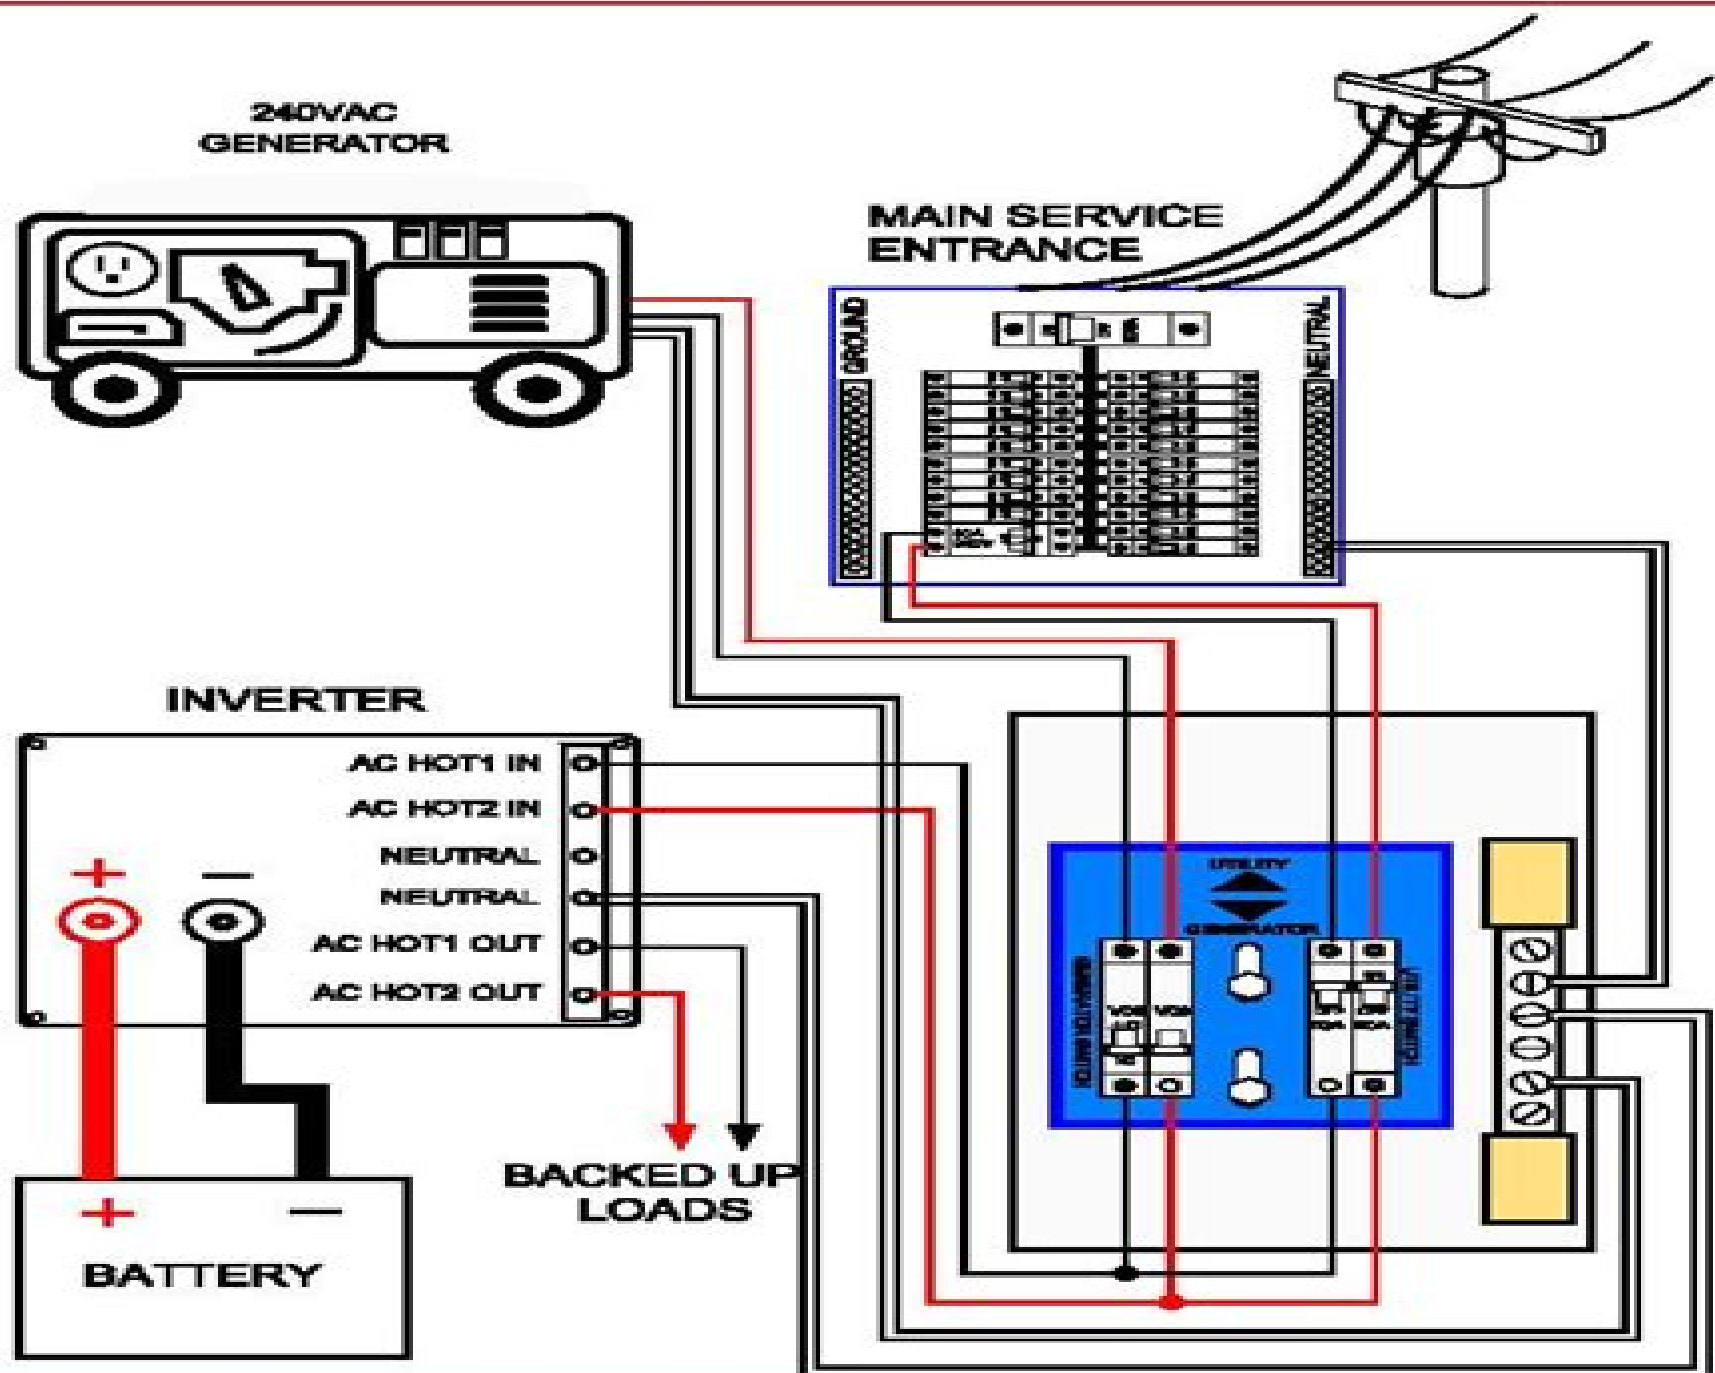 240VAC
GENERATOR
MAIN SERVICE
ENTRANCE
GROUND
NEUTRAL
INVERTER
AC HOT1 IN
AC HOT2 IN
NEUTRAL
NEUTRAL
AC HOT1 OUT
AC HOT2 OUT
+
—
+
—
BATTERY
BACKED UP
LOADS
UTILITY
GENERATOR